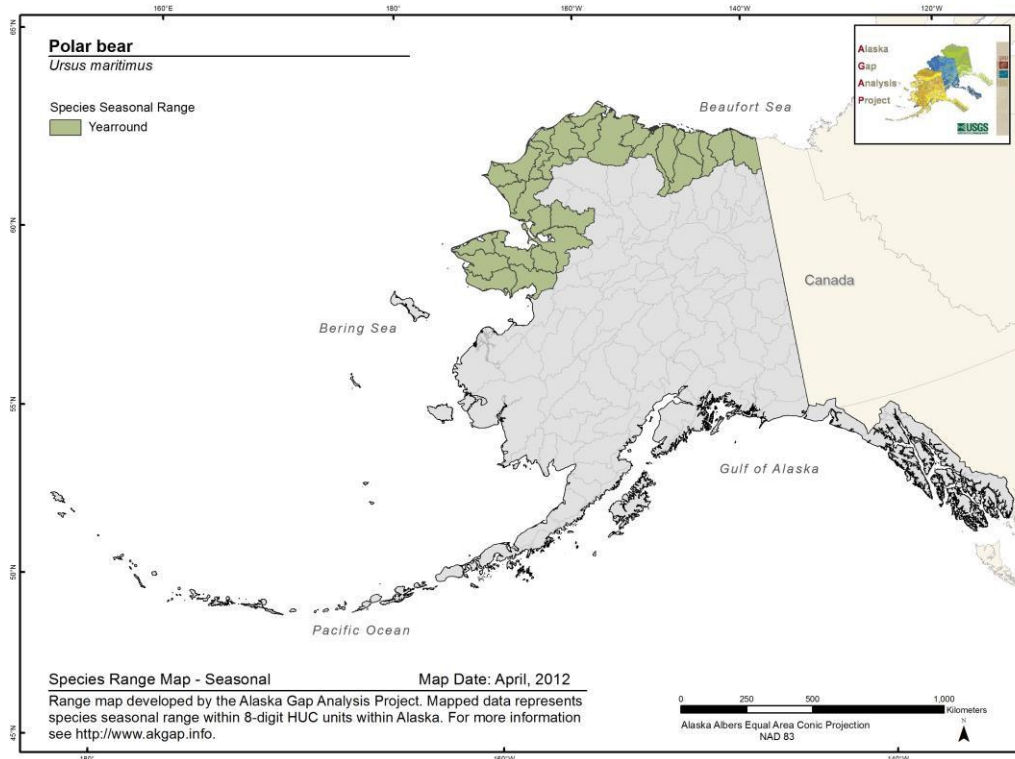 160°E
180°
160°W
140°W
120°W
65°N
Polar bear
Ursus maritimus
Species Seasonal Range
Yearround
Alaska
Gap
Analysis
Project
USGS
Beaufort Sea
60°N
Canada
Bering Sea
55°N
Gulf of Alaska
50°N
Pacific Ocean
Species Range Map - Seasonal
Map Date: April, 2012
Range map developed by the Alaska Gap Analysis Project. Mapped data represents
species seasonal range within 8-digit HUC units within Alaska. For more information
see http://www.akgap.info.
0 250 500 1,000
Kilometers
Alaska Albers Equal Area Conic Projection
NAD 83
N
45°N
180°
160°W
140°W